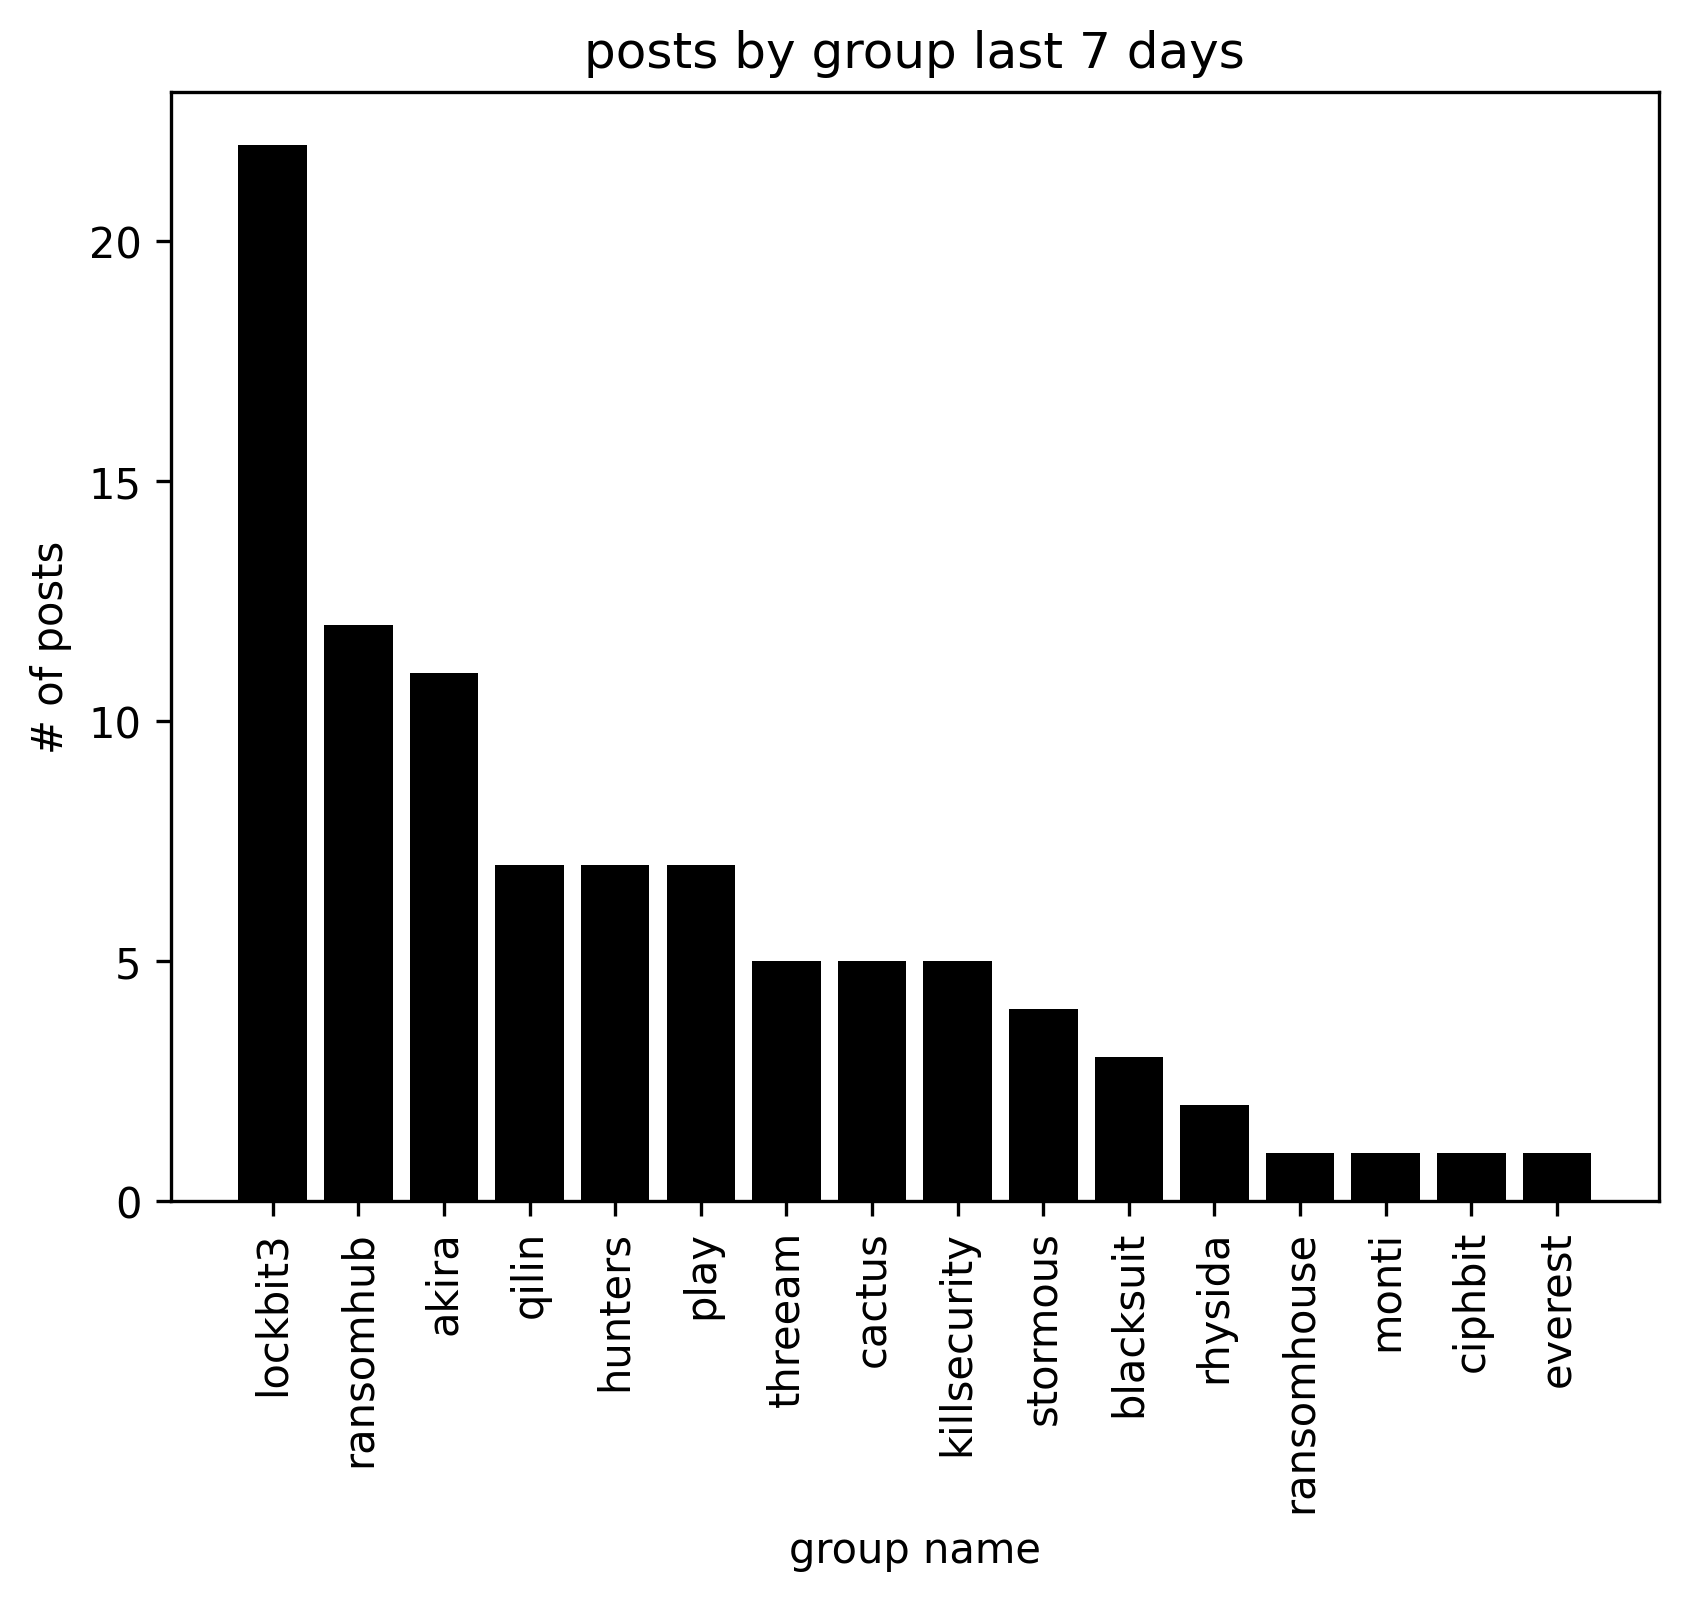 posts by group last 7 days
# of posts
20
15
10
5
0
lockbit3
ransomhub
akira
qilin
hunters
play
threeam
cactus
killsecurity
stormous
blacksuit
rhysida
ransomhouse
monti
ciphbit
everest
group name